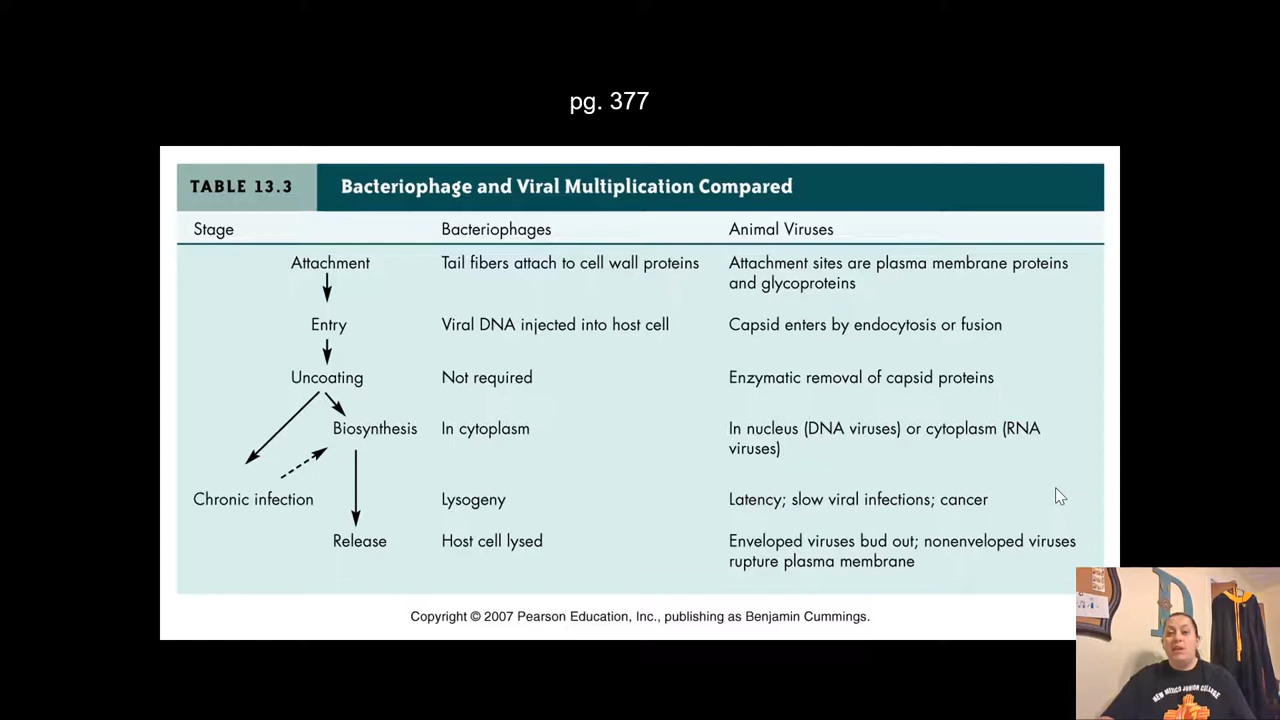 pg. 377
TABLE 13.3 Bacteriophage and Viral Multiplication Compared
Stage Bacteriophages Animal Viruses
Attachment Tail fibers attach to cell wall proteins Attachment sites are plasma membrane proteins
and glycoproteins
Entry Viral DNA injected into host cell Capsid enters by endocytosis or fusion
Uncoating Not required Enzymatic removal of capsid proteins
Biosynthesis In cytoplasm In nucleus (DNA viruses) or cytoplasm (RNA
viruses)
Chronic infection Lysogeny Latency; slow viral infections; cancer
Release Host cell lysed Enveloped viruses bud out; nonenveloped viruses
rupture plasma membrane
Copyright © 2007 Pearson Education, Inc., publishing as Benjamin Cummings.
D
NEW MEXICO JUNIOR COLLEGE